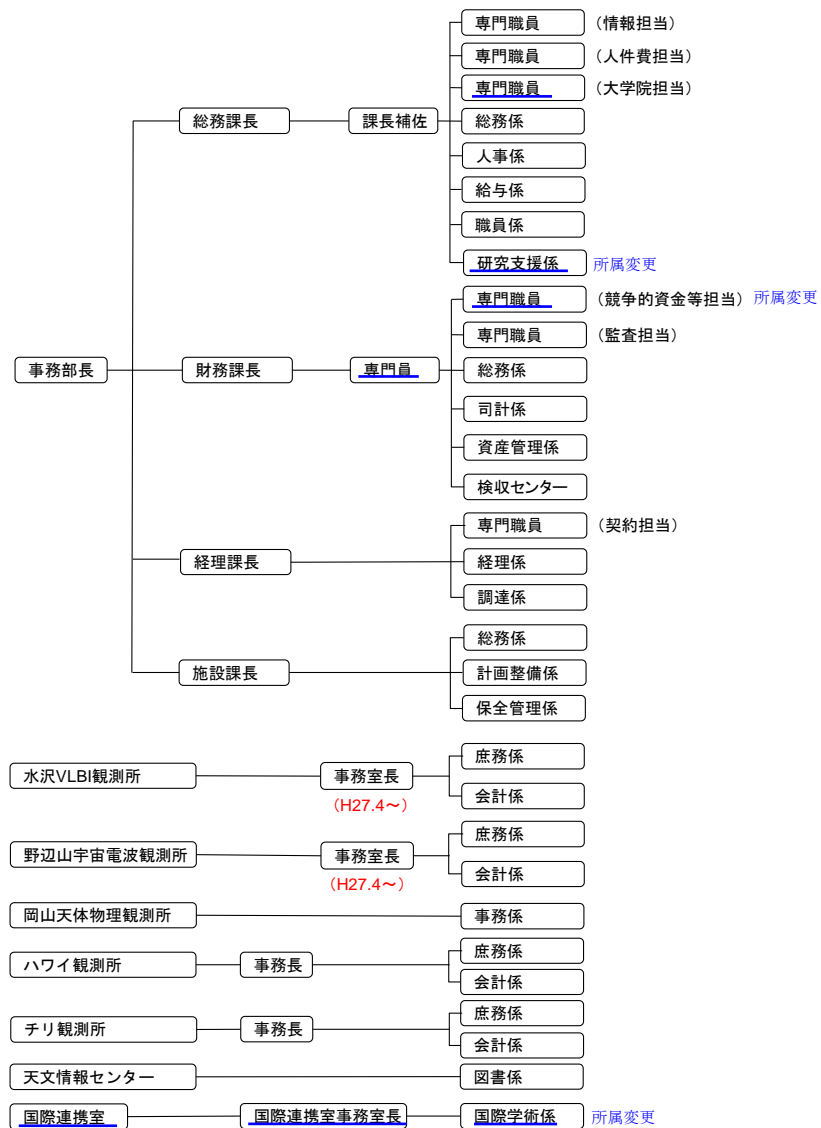 専門職員 （情報担当）
専門職員 （人件費担当）
専門職員 （大学院担当）
総務課長 課長補佐 総務係
人事係
給与係
職員係
研究支援係 所属変更
専門職員 （競争的資金等担当） 所属変更
専門職員 （監査担当）
事務部長 財務課長 専門員 総務係
司計係
資産管理係
検収センター
専門職員 （契約担当）
経理課長 経理係
調達係
総務係
施設課長 計画整備係
保全管理係
庶務係
水沢VLBI観測所 事務室長
（H27.4～） 会計係
庶務係
野辺山宇宙電波観測所 事務室長
（H27.4～） 会計係
岡山天体物理観測所 事務係
庶務係
ハワイ観測所 事務長
会計係
庶務係
チリ観測所 事務長
会計係
天文情報センター 図書係
国際連携室 国際連携室事務室長 国際学術係 所属変更